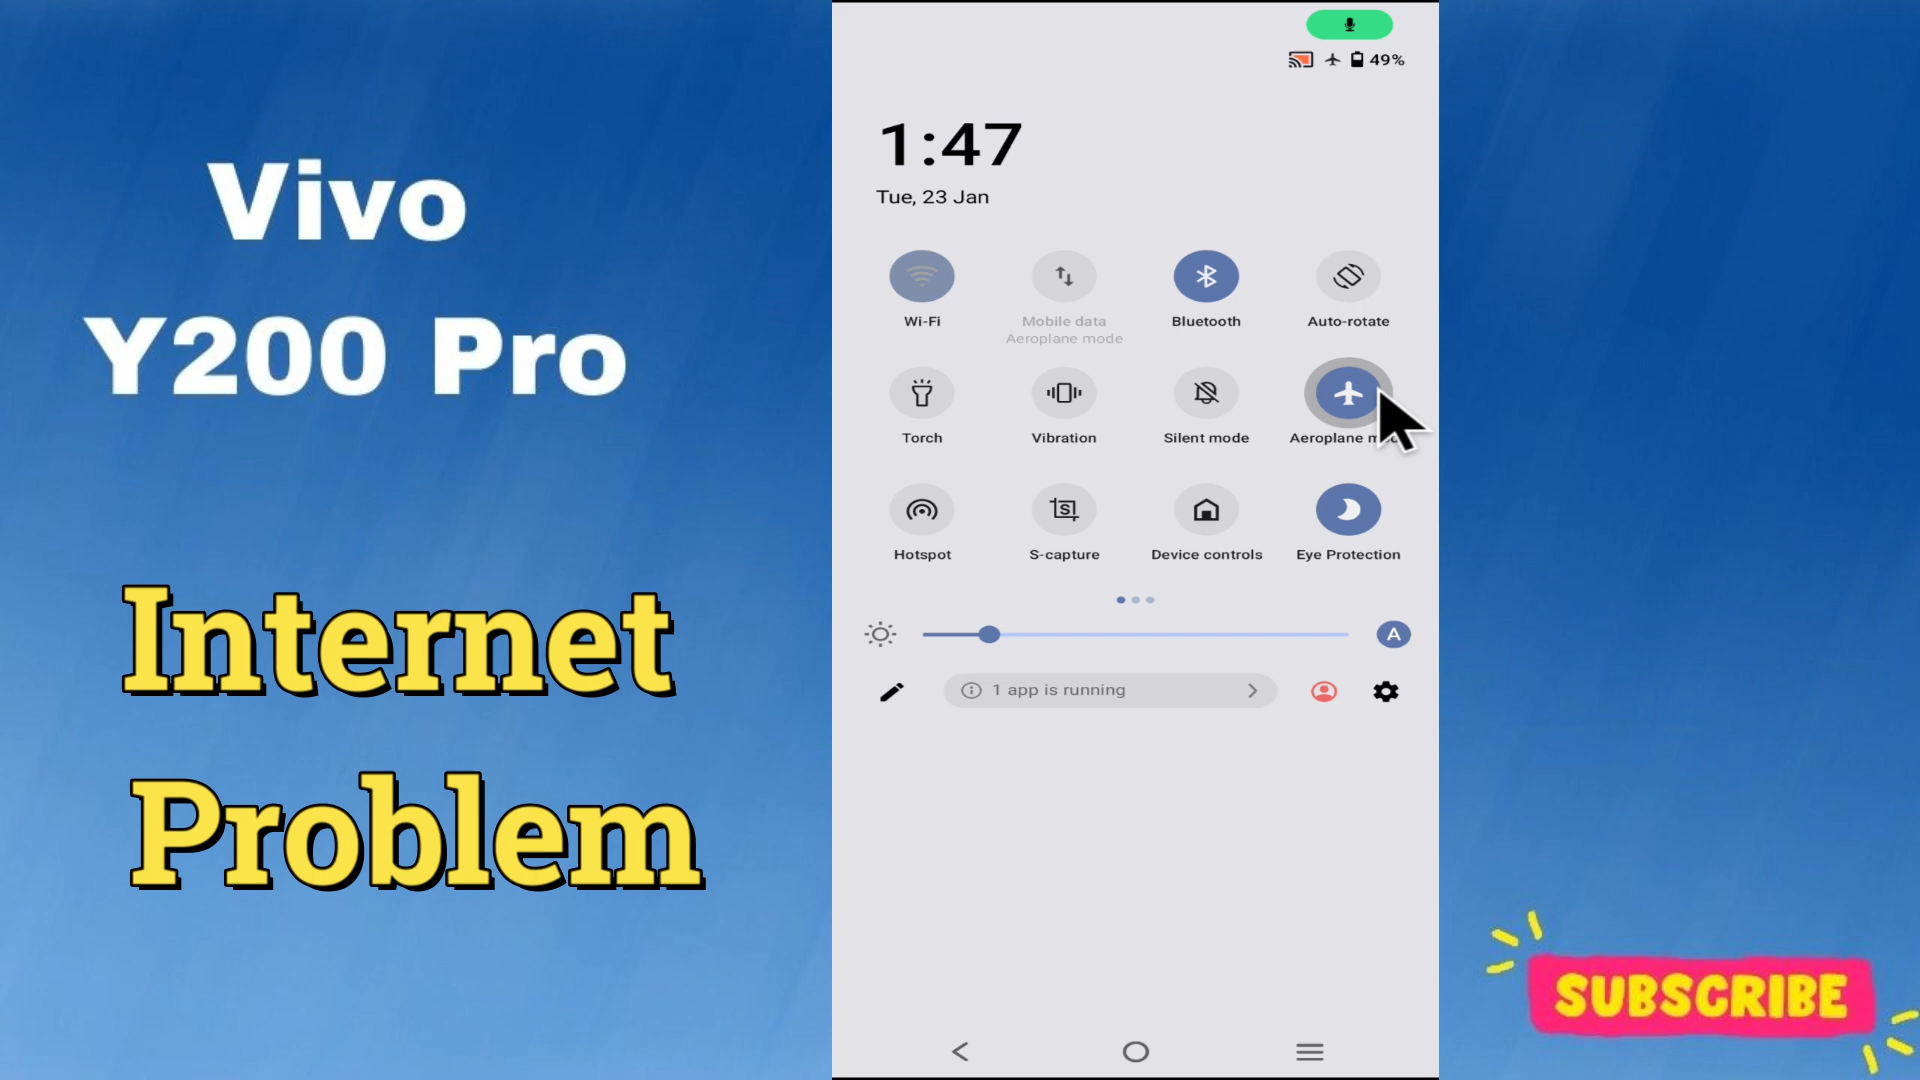 Vivo
Y200 Pro
Internet
Problem
49%
1:47
Tue, 23 Jan
Wi-Fi
Mobile data
Aeroplane mode
Bluetooth
Auto-rotate
Torch
Vibration
Silent mode
Aeroplane
Hotspot
S-capture
Device controls
Eye Protection
A
1 app is running
SUBSCRIBE